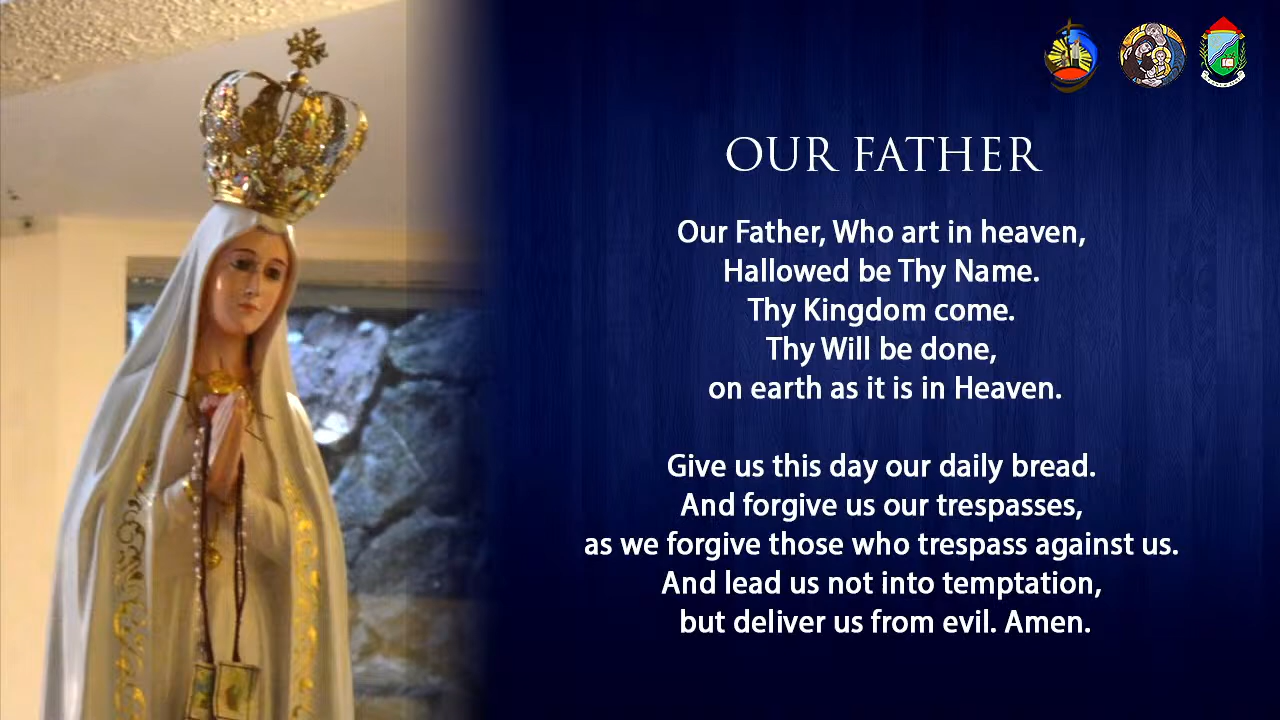 OUR FATHER
Our Father, Who art in heaven,
Hallowed be Thy Name.
Thy Kingdom come.
Thy Will be done,
on earth as it is in Heaven.
Give us this day our daily bread.
And forgive us our trespasses,
as we forgive those who trespass against us.
And lead us not into temptation,
but deliver us from evil. Amen.